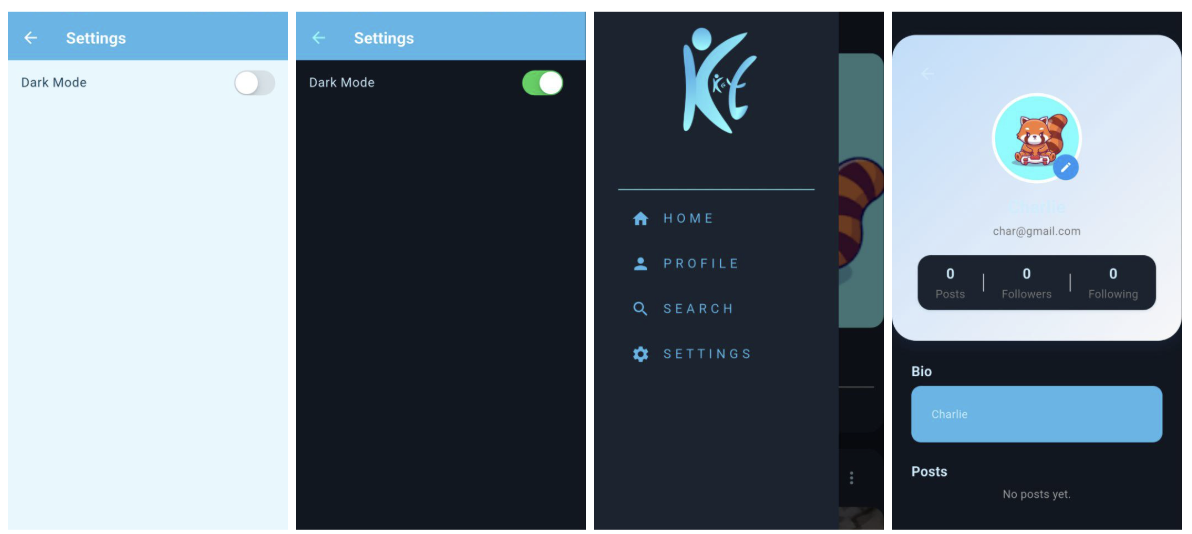 Settings
Dark Mode
Settings
Dark Mode
HOME
PROFILE
SEARCH
SETTINGS
char@gmail.com
0 0 0
Posts Followers Following
Bio
Charlie
Posts
No posts yet.